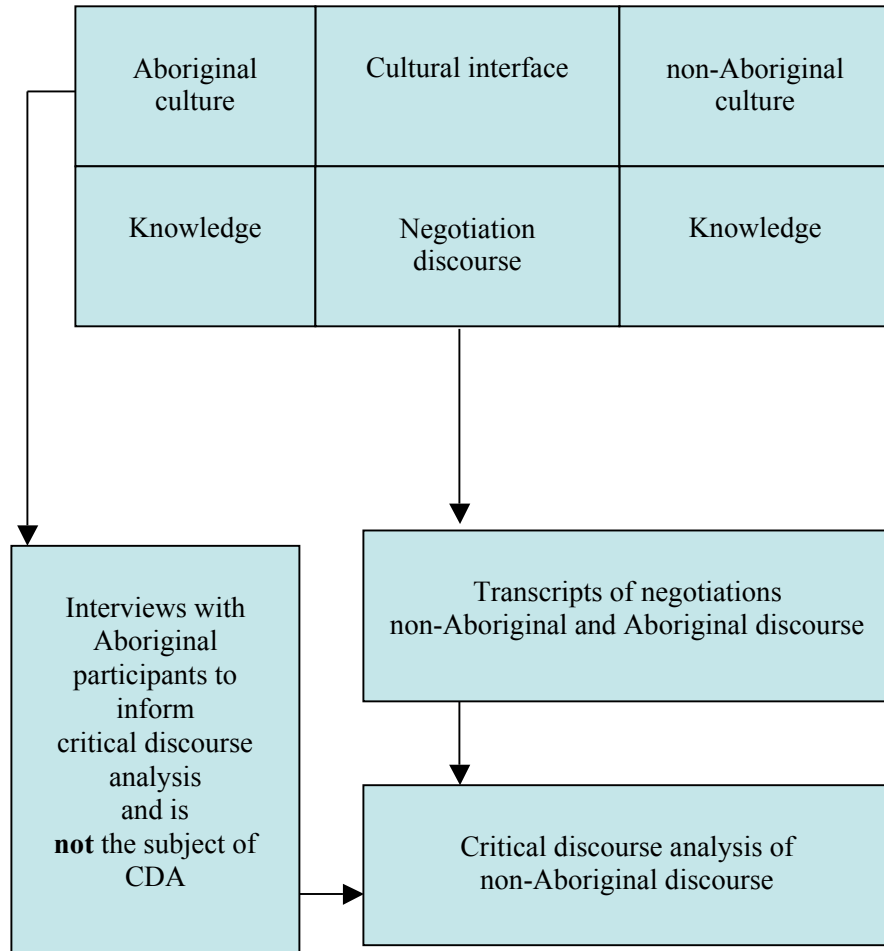 Aboriginal
culture
Cultural interface
non-Aboriginal
culture
Knowledge
Negotiation
discourse
Knowledge
Interviews with
Aboriginal
participants to
inform
critical discourse
analysis
and is
not the subject of
CDA
Transcripts of negotiations
non-Aboriginal and Aboriginal discourse
Critical discourse analysis of
non-Aboriginal discourse